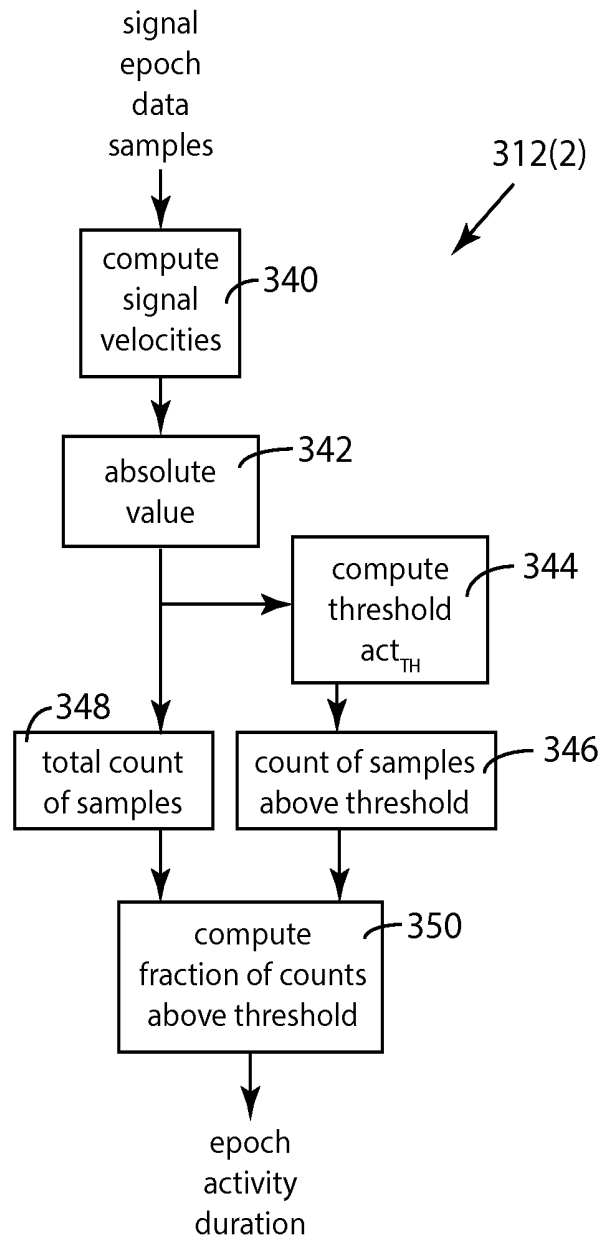 signal
epoch
data
samples
312(2)
compute
signal
velocities
340
absolute
value
342
compute
threshold
actTH
344
348
total count
of samples
count of samples
above threshold
346
compute
fraction of counts
above threshold
350
epoch
activity
duration